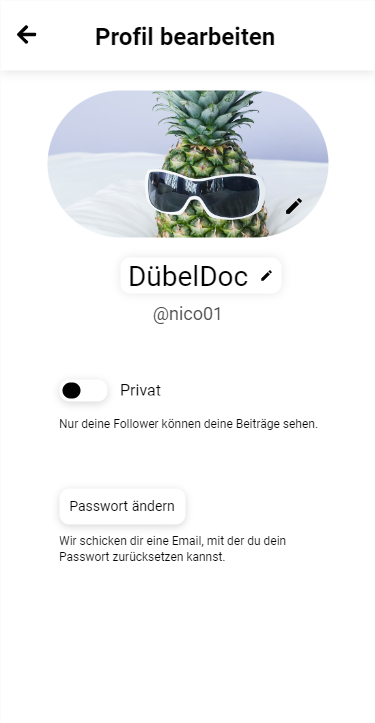 Profil bearbeiten
DübelDoc
@nico01
Privat
Nur deine Follower können deine Beiträge sehen.
Passwort ändern
Wir schicken dir eine Email, mit der du dein
Passwort zurücksetzen kannst.